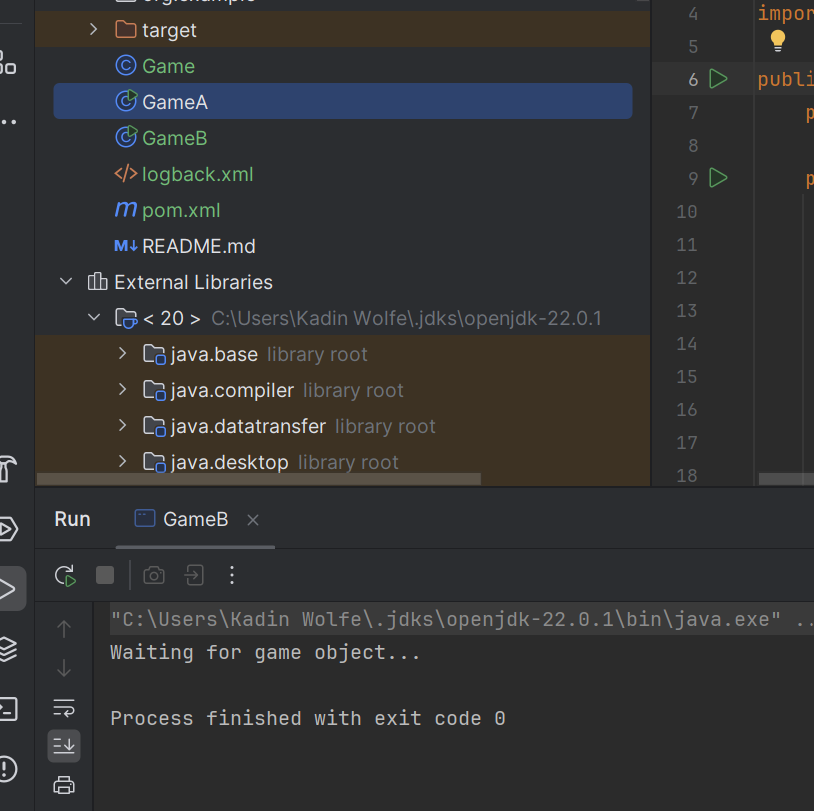 target
Game
GameA
GameB
logback.xml
pom.xml
README.md
External Libraries
< 20 > C:\Users\Kadin Wolfe\.jdks\openjdk-22.0.1
java.base library root
java.compiler library root
java.datatransfer library root
java.desktop library root
4 impor
5
6 publi
7 p
8
9 p
10
11
12
13
14
15
16
17
18
Run GameB
"C:\Users\Kadin Wolfe\.jdks\openjdk-22.0.1\bin\java.exe" ..
Waiting for game object...
Process finished with exit code 0